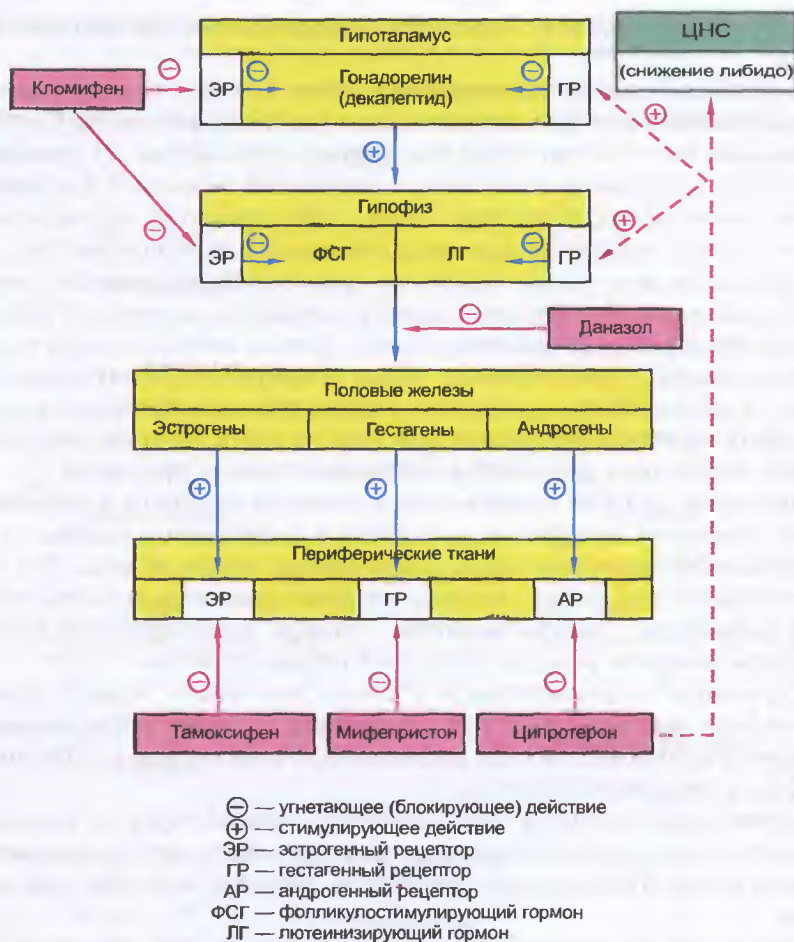 Гипоталамус
ЦНС
(снижение либидо)
Кломифен
ЭР
Гонадорелин
(декапептид)
ГР
Гипофиз
ЭР
ФСГ
ЛГ
ГР
Даназол
Половые железы
Эстрогены
Гестагены
Андрогены
Периферические ткани
ЭР
ГР
АР
Тамоксифен
Мифепристон
Ципротерон
⊖ — угнетающее (блокирующее) действие
⊕ — стимулирующее действие
ЭР — эстрогенный рецептор
ГР — гестагенный рецептор
АР — андрогенный рецептор
ФСГ — фолликулостимулирующий гормон
ЛГ — лютеинизирующий гормон